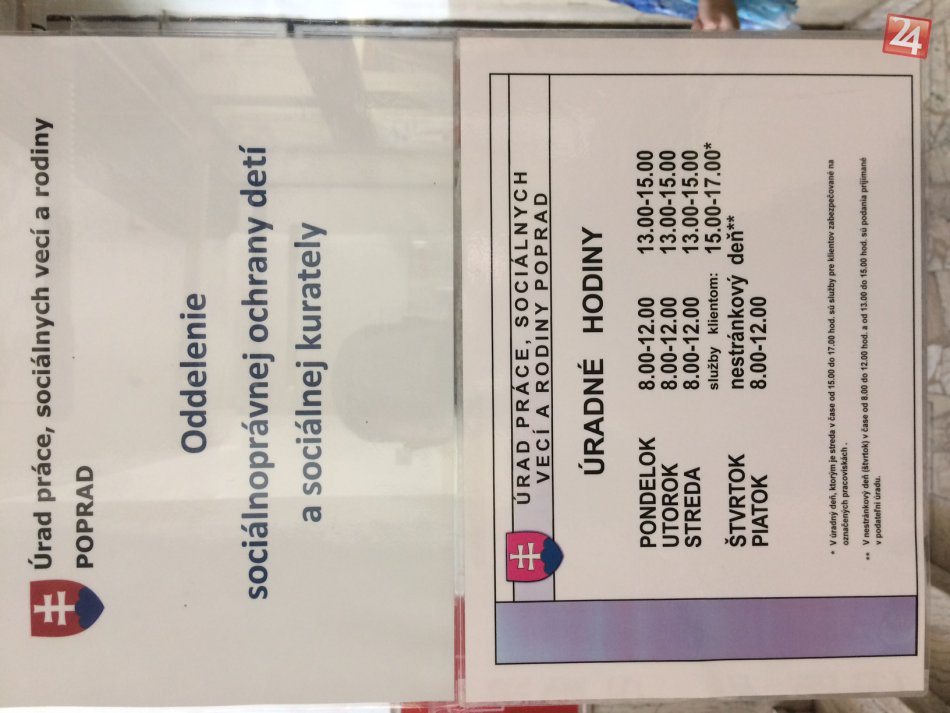 Úrad práce, sociálnych vecí a rodiny
POPRAD
Oddelenie
sociálnoprávnej ochrany detí
a sociálnej kurately
ÚRAD PRÁCE, SOCIÁLNYCH
VECÍ A RODINY POPRAD
ÚRADNÉ HODINY
PONDELOK 8.00-12.00 13.00-15.00
UTOROK 8.00-12.00 13.00-15.00
STREDA 8.00-12.00 13.00-15.00
služby klientom: 15.00-17.00*
ŠTVRTOK nestránkový deň**
PIATOK 8.00-12.00
* V úradný deň, ktorým je streda v čase od 15.00 do 17.00 hod. sú služby pre klientov zabezpečované na
označených pracoviskách .
** V nestránkový deň (štvrtok) v čase od 8.00 do 12.00 hod. a od 13.00 do 15.00 hod. sú podania prijímané
v podateľni úradu.
24